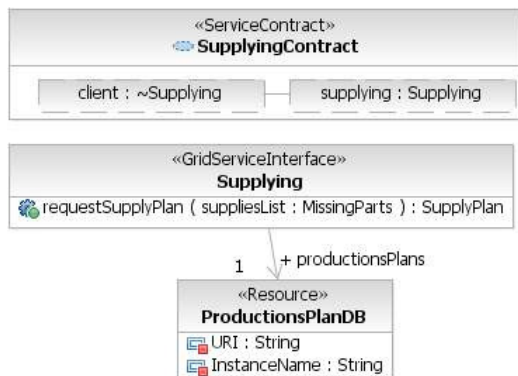 «ServiceContract»
SupplyingContract
client : ~Supplying
supplying : Supplying
«GridServiceInterface»
Supplying
requestSupplyPlan ( suppliesList : MissingParts ) : SupplyPlan
1
+ productionsPlans
«Resource»
ProductionsPlanDB
URI : String
InstanceName : String